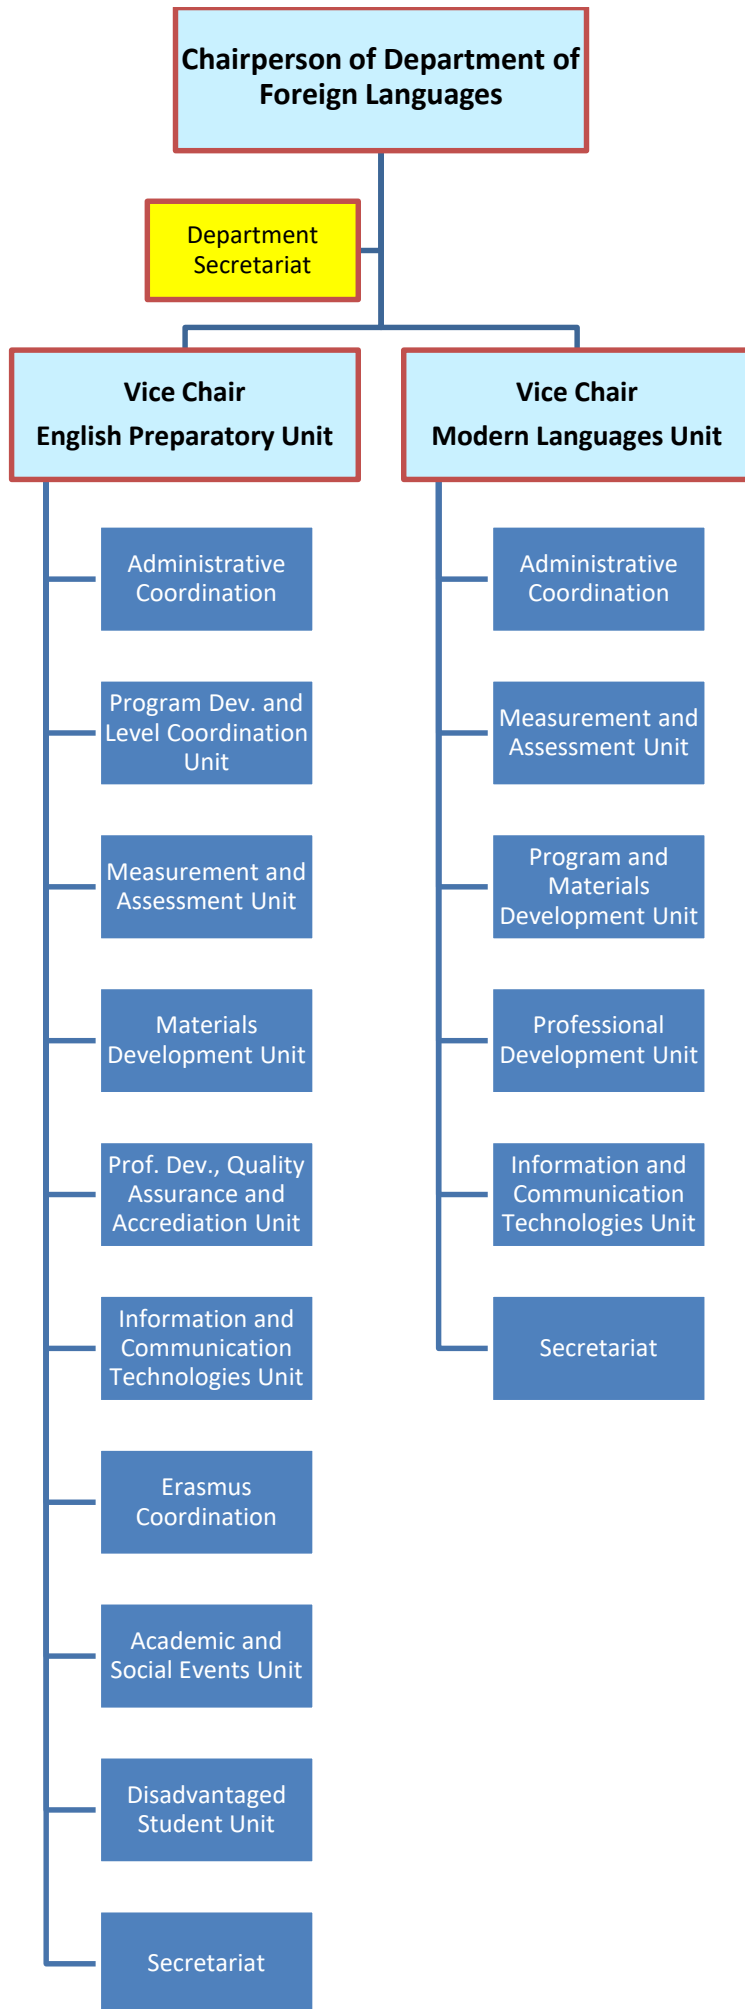 Chairperson of Department of
Foreign Languages
Department
Secretariat
Vice Chair
English Preparatory Unit
Vice Chair
Modern Languages Unit
Administrative
Coordination
Program Dev. and
Level Coordination
Unit
Measurement and
Assessment Unit
Materials
Development Unit
Prof. Dev., Quality
Assurance and
Accrediation Unit
Information and
Communication
Technologies Unit
Erasmus
Coordination
Academic and
Social Events Unit
Disadvantaged
Student Unit
Secretariat
Administrative
Coordination
Measurement and
Assessment Unit
Program and
Materials
Development Unit
Professional
Development Unit
Information and
Communication
Technologies Unit
Secretariat